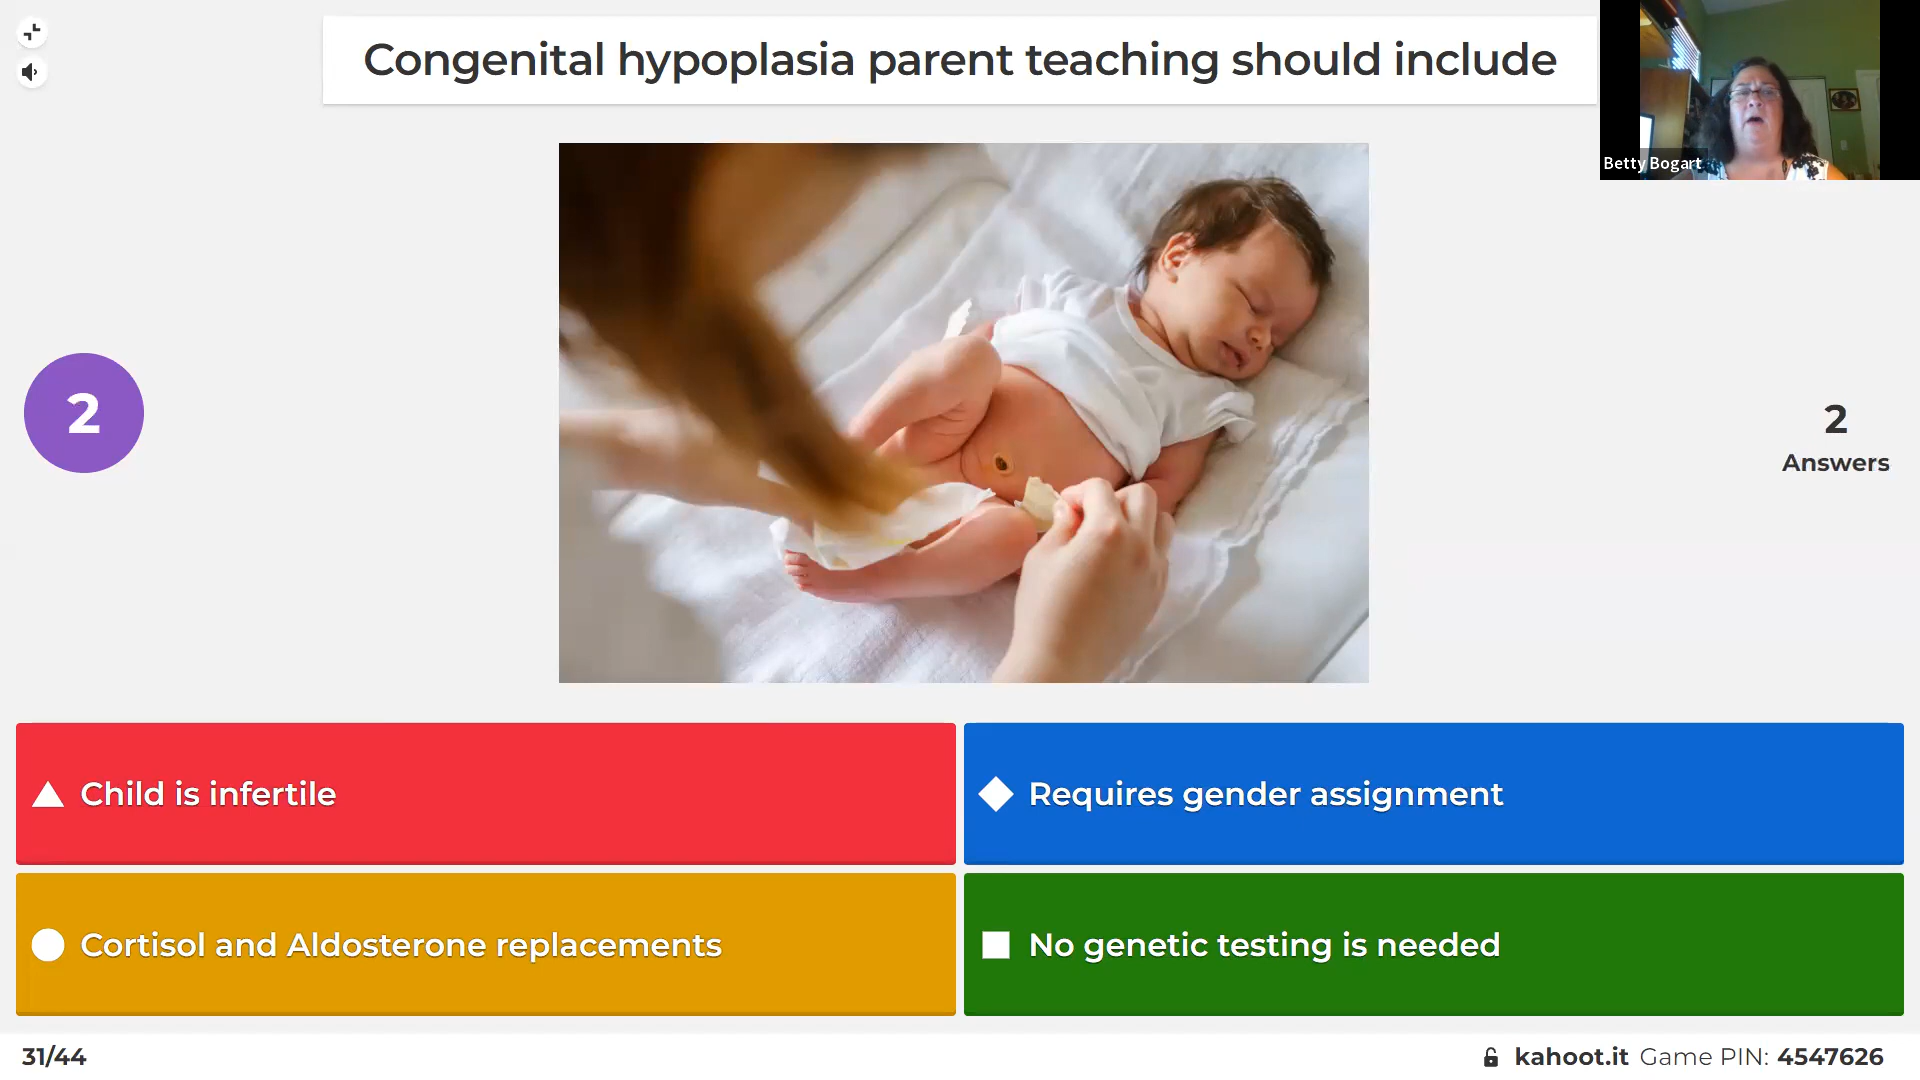 Congenital hypoplasia parent teaching should include
Betty Bogart
2
2
Answers
Child is infertile
Requires gender assignment
Cortisol and Aldosterone replacements
No genetic testing is needed
31/44
kahoot.it Game PIN: 4547626